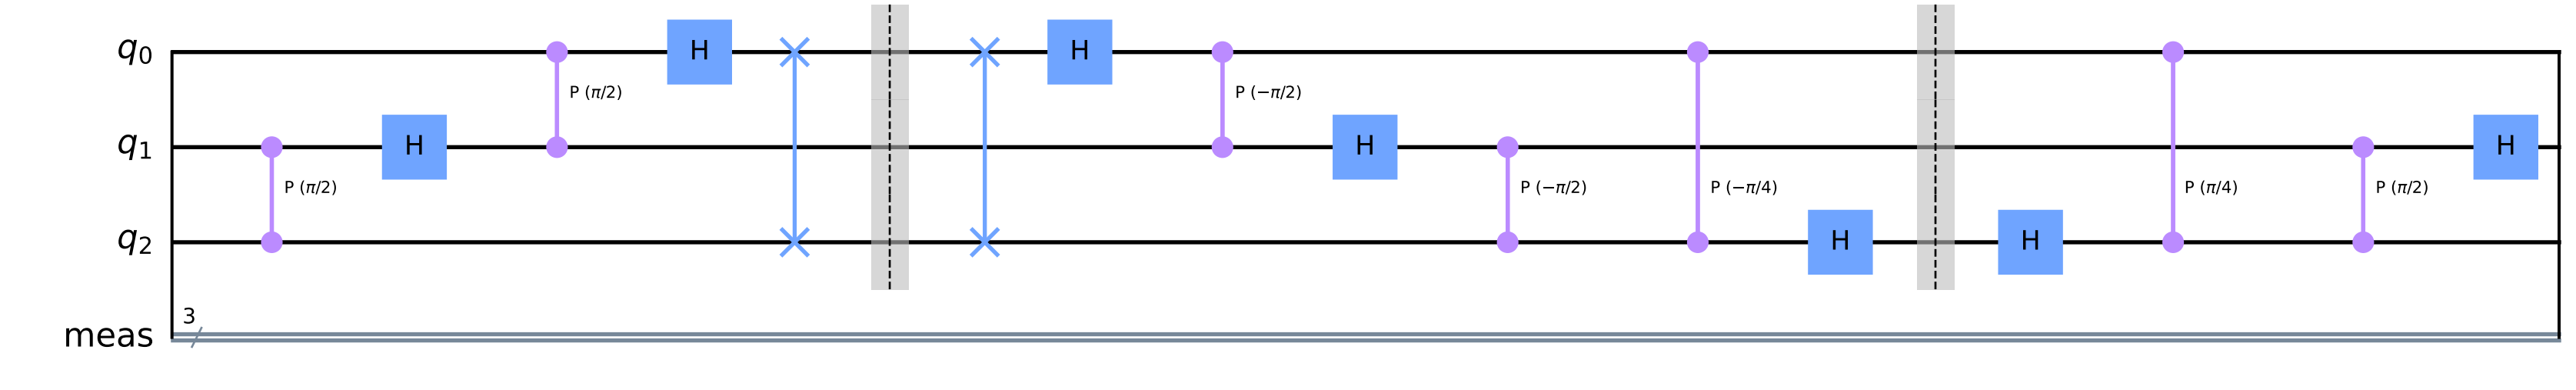 q0 H H
P (π/2) P (−π/2)
q1 H H H
P (π/2) P (−π/2) P (−π/4) P (π/4) P (π/2)
q2 H H
3
meas